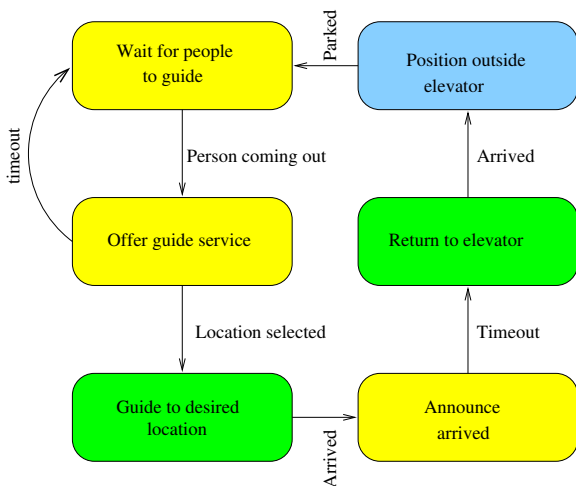 Wait for people
to guide
Parked
Position outside
elevator
timeout
Person coming out
Arrived
Offer guide service
Return to elevator
Location selected
Timeout
Guide to desired
location
Arrived
Announce
arrived